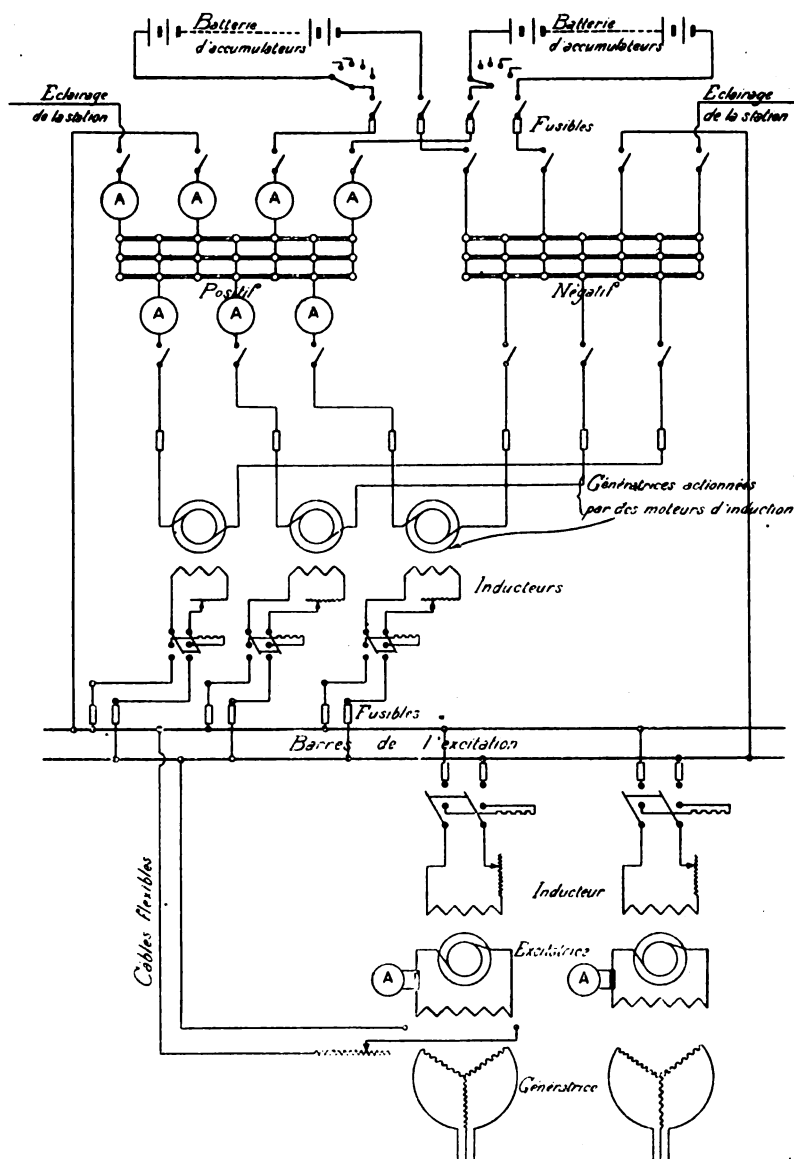 Batterie
d'accumulateurs
Batterie
d'accumulateurs
Eclairage
de la station
Eclairage
de la station
Fusibles
A
A
A
A
Positif
Négatif
A
A
A
Génératrices actionnées
par des moteurs d'induction
Inducteurs
Fusibles
Barres de l'excitation
Câbles flexibles
Inducteur
Excitatrice
A
A
Génératrice